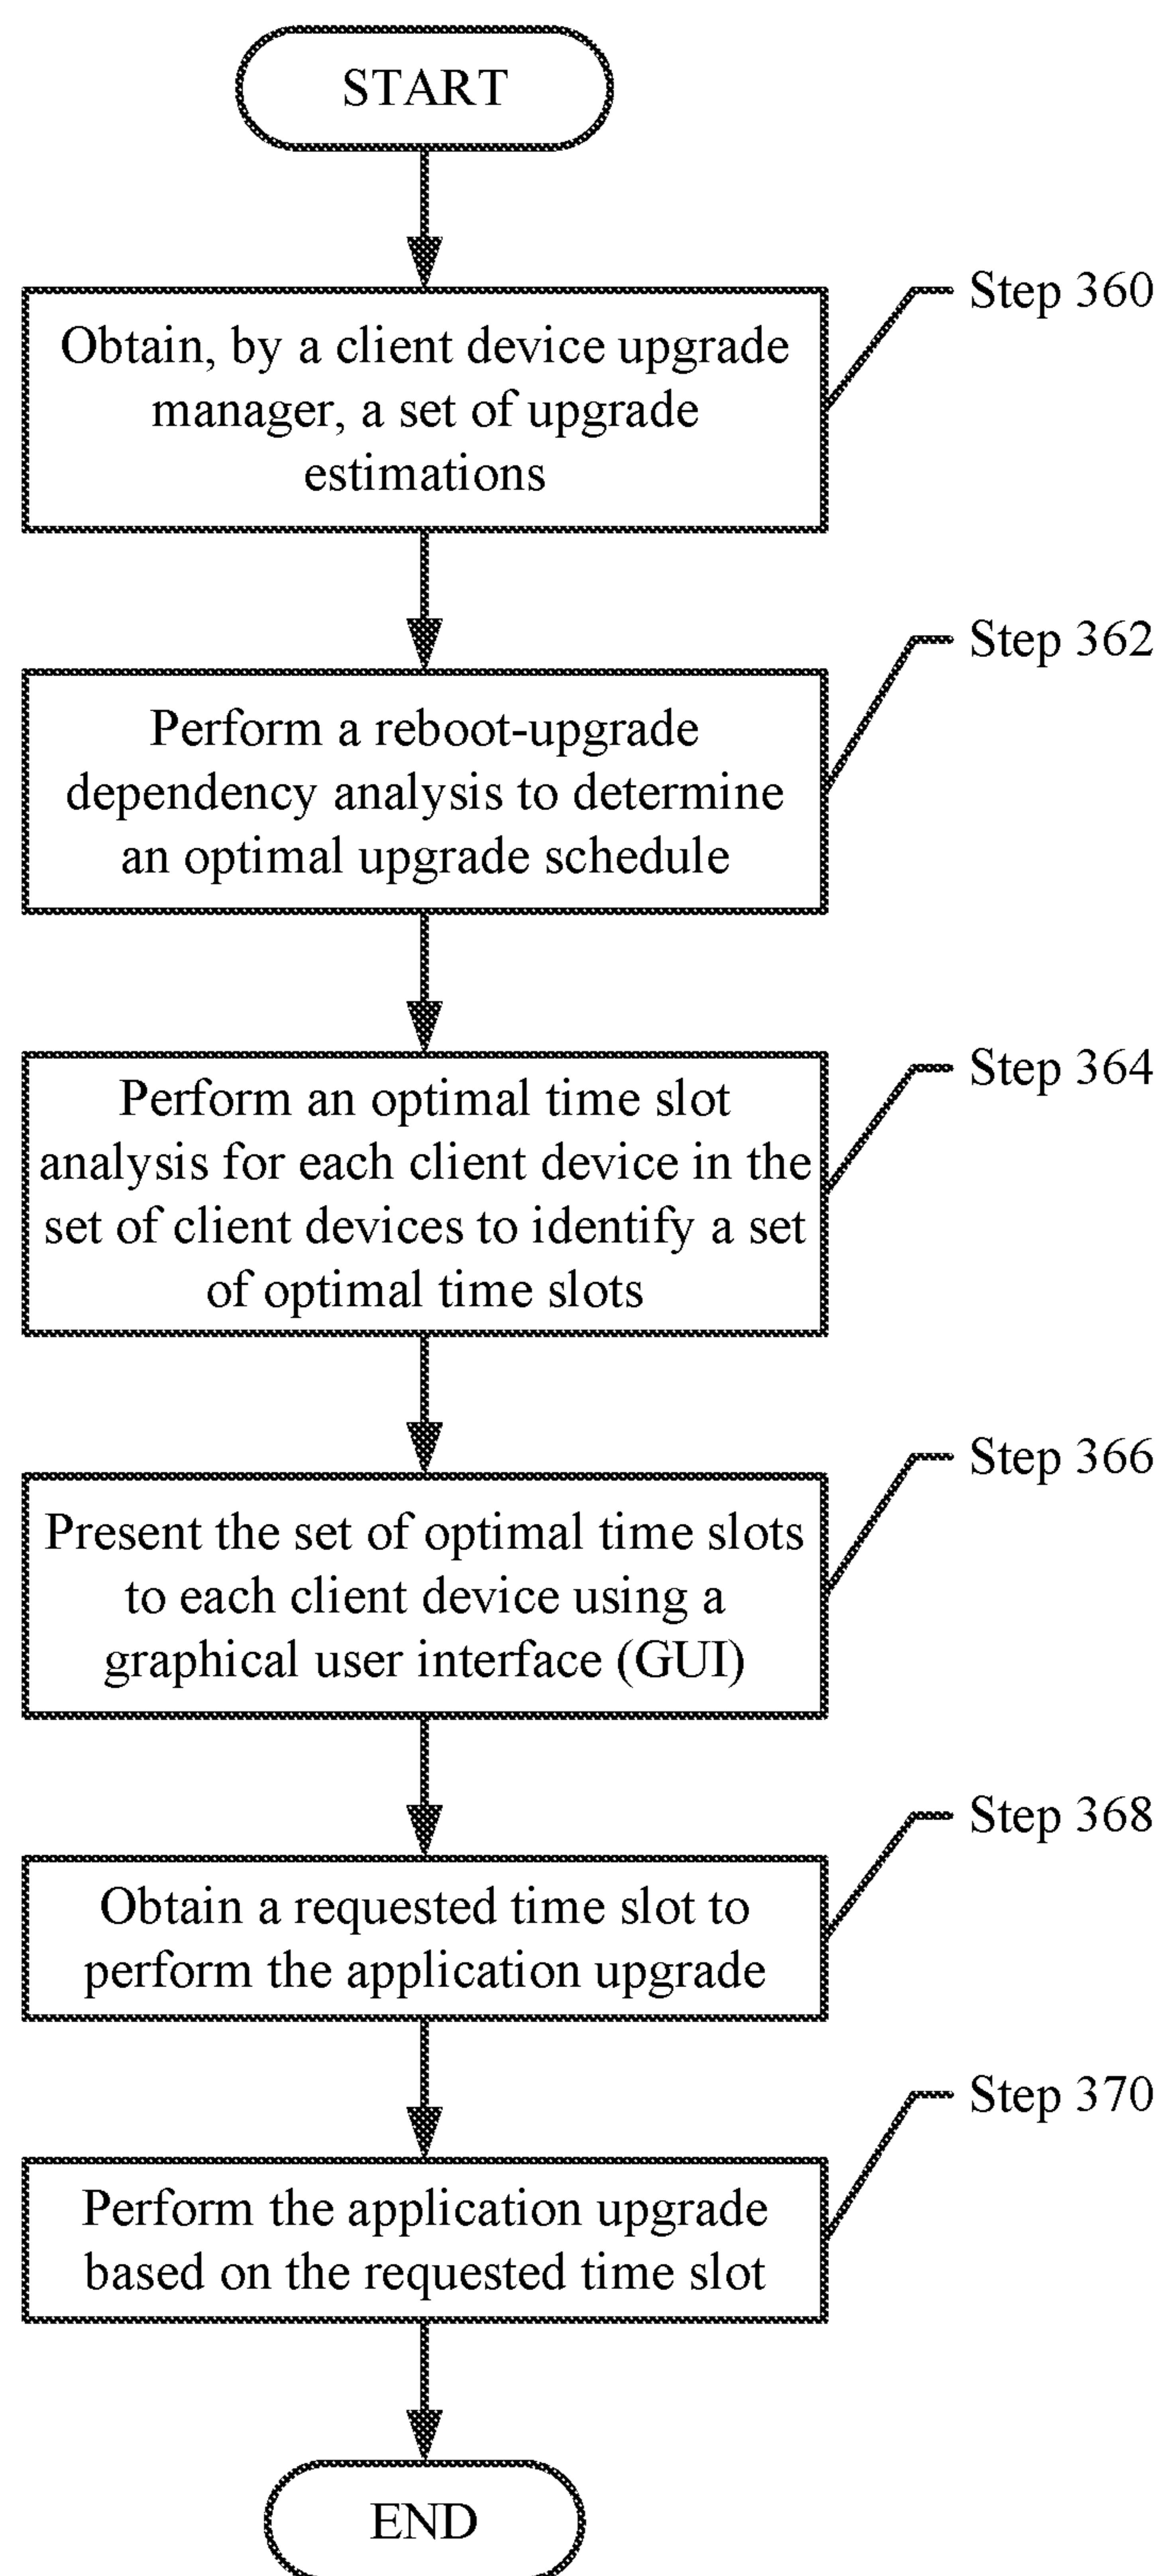 START
Step 360
Obtain, by a client device upgrade
manager, a set of upgrade
estimations
Step 362
Perform a reboot-upgrade
dependency analysis to determine
an optimal upgrade schedule
Step 364
Perform an optimal time slot
analysis for each client device in the
set of client devices to identify a set
of optimal time slots
Step 366
Present the set of optimal time slots
to each client device using a
graphical user interface (GUI)
Step 368
Obtain a requested time slot to
perform the application upgrade
Step 370
Perform the application upgrade
based on the requested time slot
END